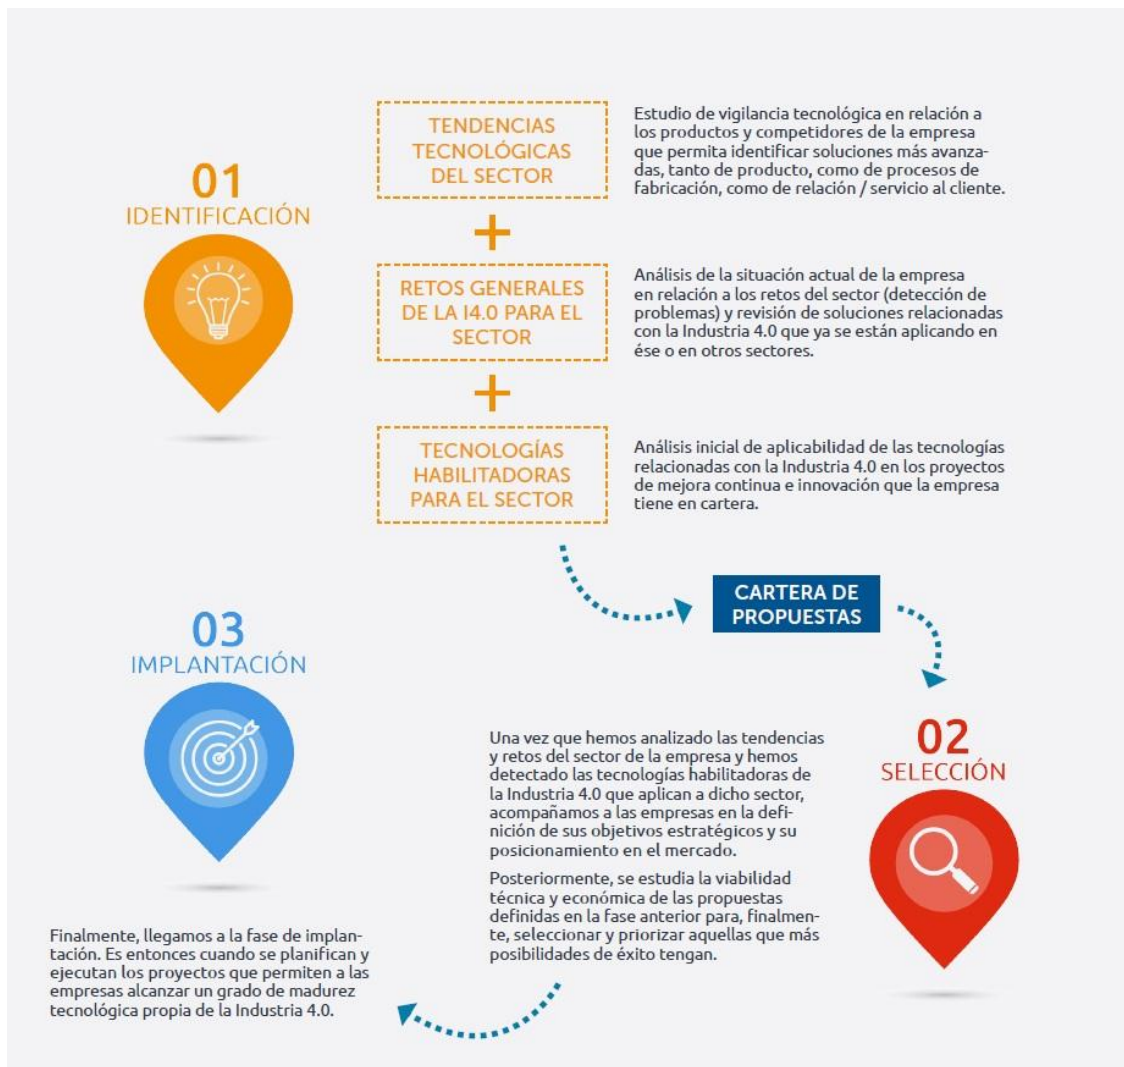 01
IDENTIFICACIÓN
TENDENCIAS
TECNOLÓGICAS
DEL SECTOR
Estudio de vigilancia tecnológica en relación a
los productos y competidores de la empresa
que permita identificar soluciones más avanza-
das, tanto de producto, como de procesos de
fabricación, como de relación / servicio al cliente.
+
RETOS GENERALES
DE LA I4.0 PARA EL
SECTOR
Análisis de la situación actual de la empresa
en relación a los retos del sector (detección de
problemas) y revisión de soluciones relacionadas
con la Industria 4.0 que ya se están aplicando en
ése o en otros sectores.
+
TECNOLOGÍAS
HABILITADORAS
PARA EL SECTOR
Análisis inicial de aplicabilidad de las tecnologías
relacionadas con la Industria 4.0 en los proyectos
de mejora continua e innovación que la empresa
tiene en cartera.
CARTERA DE
PROPUESTAS
02
SELECCIÓN
Una vez que hemos analizado las tendencias
y retos del sector de la empresa y hemos
detectado las tecnologías habilitadoras de
la Industria 4.0 que aplican a dicho sector,
acompañamos a las empresas en la defi-
nición de sus objetivos estratégicos y su
posicionamiento en el mercado.
Posteriormente, se estudia la viabilidad
técnica y económica de las propuestas
definidas en la fase anterior para, finalmen-
te, seleccionar y priorizar aquellas que más
posibilidades de éxito tengan.
03
IMPLANTACIÓN
Finalmente, llegamos a la fase de implan-
tación. Es entonces cuando se planifican y
ejecutan los proyectos que permiten a las
empresas alcanzar un grado de madurez
tecnológica propia de la Industria 4.0.